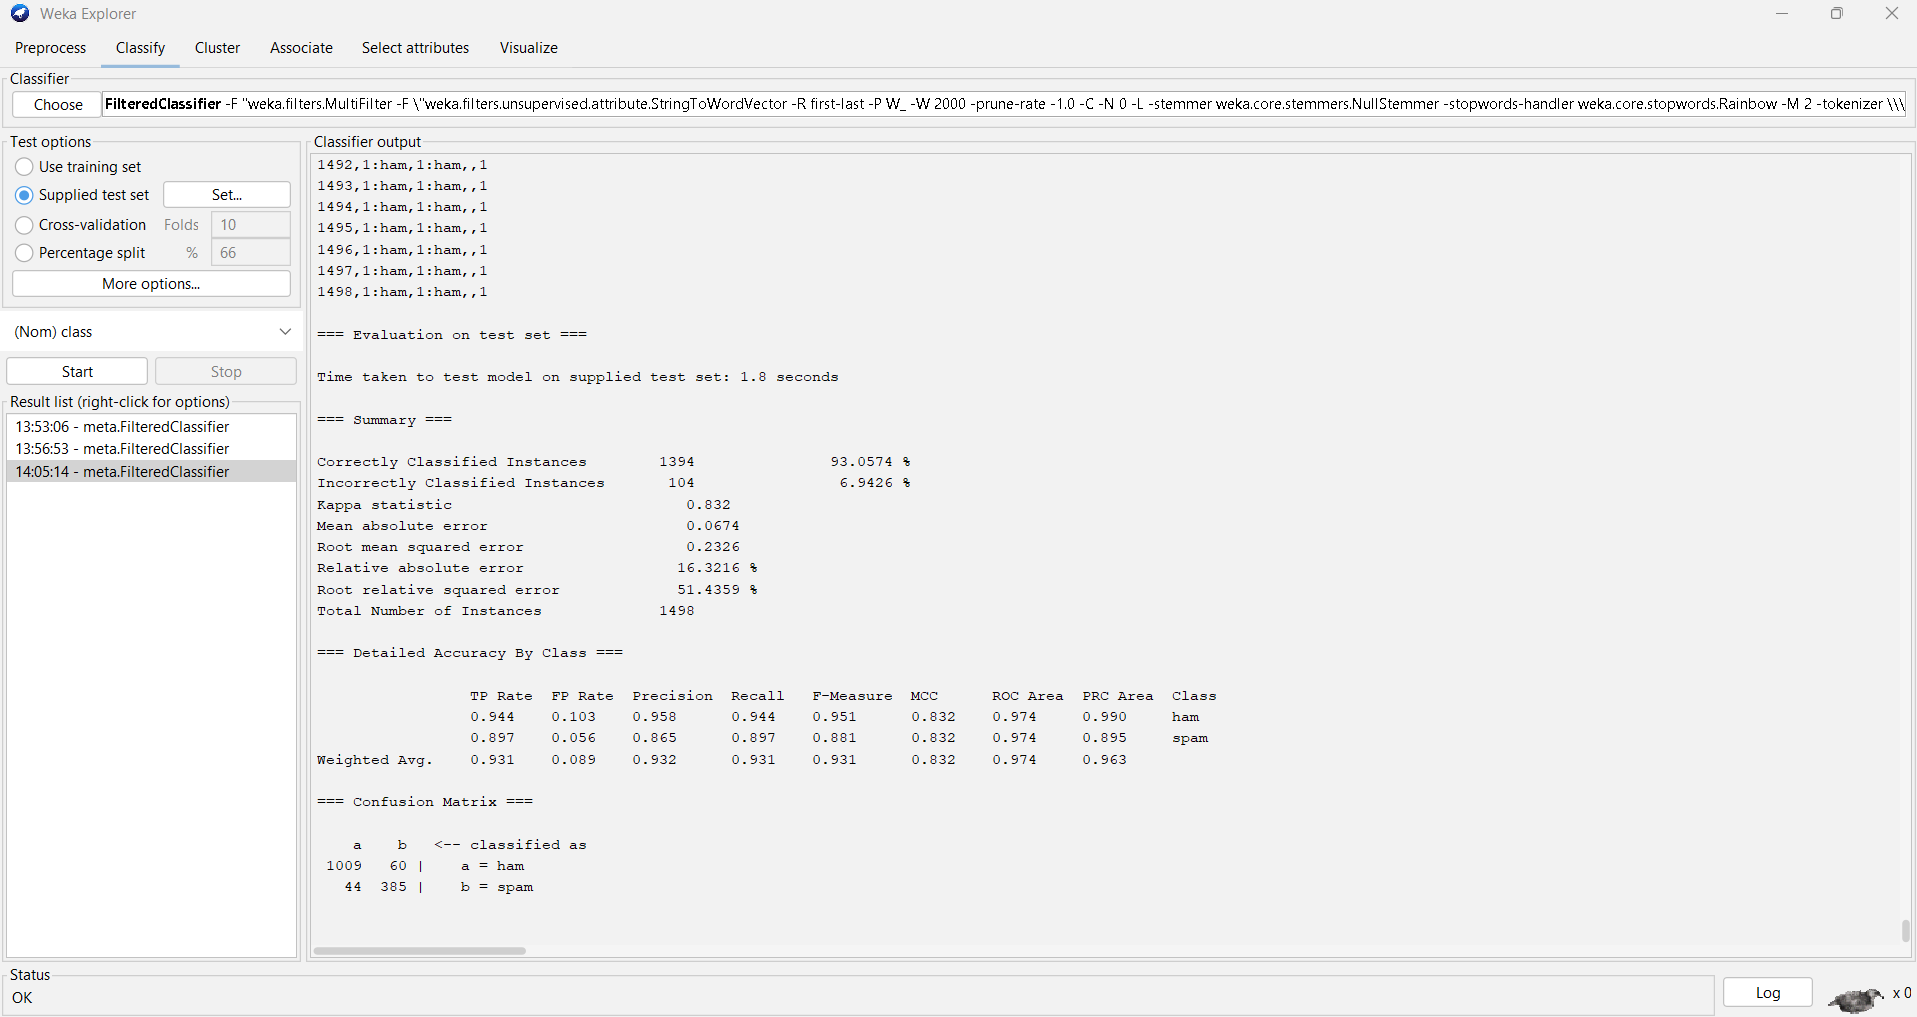 Weka Explorer
Preprocess Classify Cluster Associate Select attributes Visualize
Classifier
Choose FilteredClassifier -F "weka.filters.MultiFilter -F \"weka.filters.unsupervised.attribute.StringToWordVector -R first-last -P W_ -W 2000 -prune-rate -1.0 -C -N 0 -L -stemmer weka.core.stemmers.NullStemmer -stopwords-handler weka.core.stopwords.Rainbow -M 2 -tokenizer \\\
Test options
Use training set
Supplied test set Set...
Cross-validation Folds 10
Percentage split % 66
More options...
(Nom) class
Start Stop
Result list (right-click for options)
13:53:06 - meta.FilteredClassifier
13:56:53 - meta.FilteredClassifier
14:05:14 - meta.FilteredClassifier
Classifier output
1492,1:ham,1:ham,,1
1493,1:ham,1:ham,,1
1494,1:ham,1:ham,,1
1495,1:ham,1:ham,,1
1496,1:ham,1:ham,,1
1497,1:ham,1:ham,,1
1498,1:ham,1:ham,,1
=== Evaluation on test set ===
Time taken to test model on supplied test set: 1.8 seconds
=== Summary ===
Correctly Classified Instances 1394 93.0574 %
Incorrectly Classified Instances 104 6.9426 %
Kappa statistic 0.832
Mean absolute error 0.0674
Root mean squared error 0.2326
Relative absolute error 16.3216 %
Root relative squared error 51.4359 %
Total Number of Instances 1498
=== Detailed Accuracy By Class ===
TP Rate FP Rate Precision Recall F-Measure MCC ROC Area PRC Area Class
0.944 0.103 0.958 0.944 0.951 0.832 0.974 0.990 ham
0.897 0.056 0.865 0.897 0.881 0.832 0.974 0.895 spam
Weighted Avg. 0.931 0.089 0.932 0.931 0.931 0.832 0.974 0.963
=== Confusion Matrix ===
a b <-- classified as
1009 60 | a = ham
44 385 | b = spam
Status
OK
Log x 0